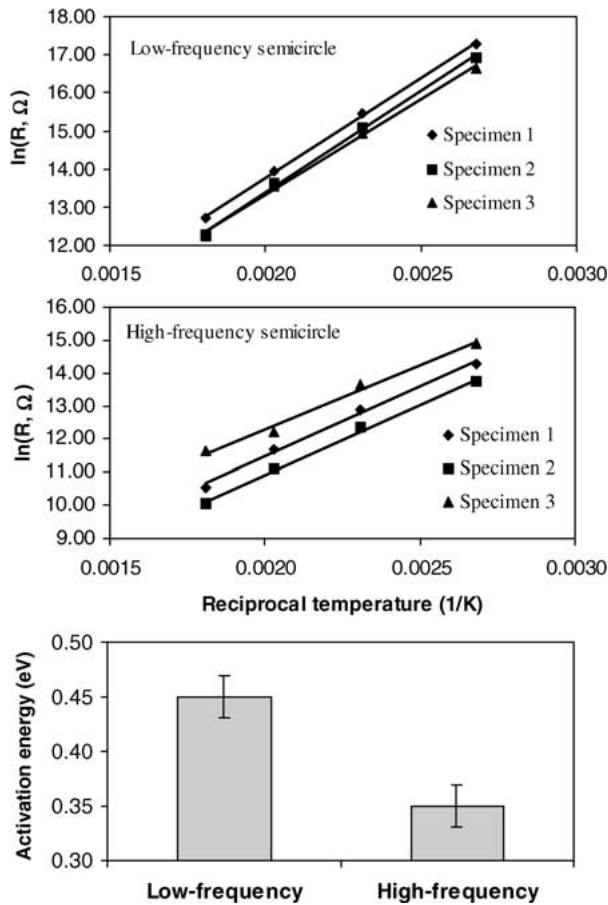 18.00
17.00
16.00
15.00
14.00
13.00
12.00
ln(R, Ω)
Low-frequency semicircle
Specimen 1
Specimen 2
Specimen 3
0.0015 0.0020 0.0025 0.0030
16.00
15.00
14.00
13.00
12.00
11.00
10.00
9.00
ln(R, Ω)
High-frequency semicircle
Specimen 1
Specimen 2
Specimen 3
0.0015 0.0020 0.0025 0.0030
Reciprocal temperature (1/K)
0.50
0.45
0.40
0.35
0.30
Activation energy (eV)
Low-frequency High-frequency